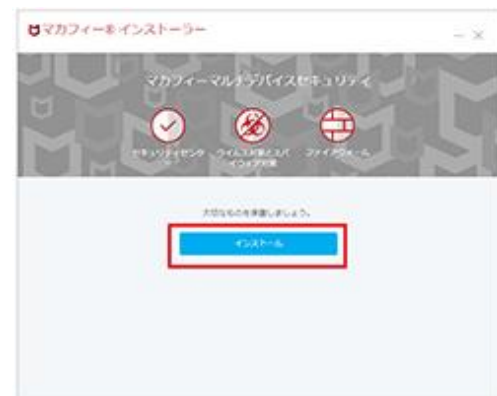 マカフィー® インストーラー
マカフィーマルチデバイスセキュリティ
セキュリティセンター
ウイルス対策とスパイウェア対策
ファイアウォール
大切なものを保護しましょう。
インストール